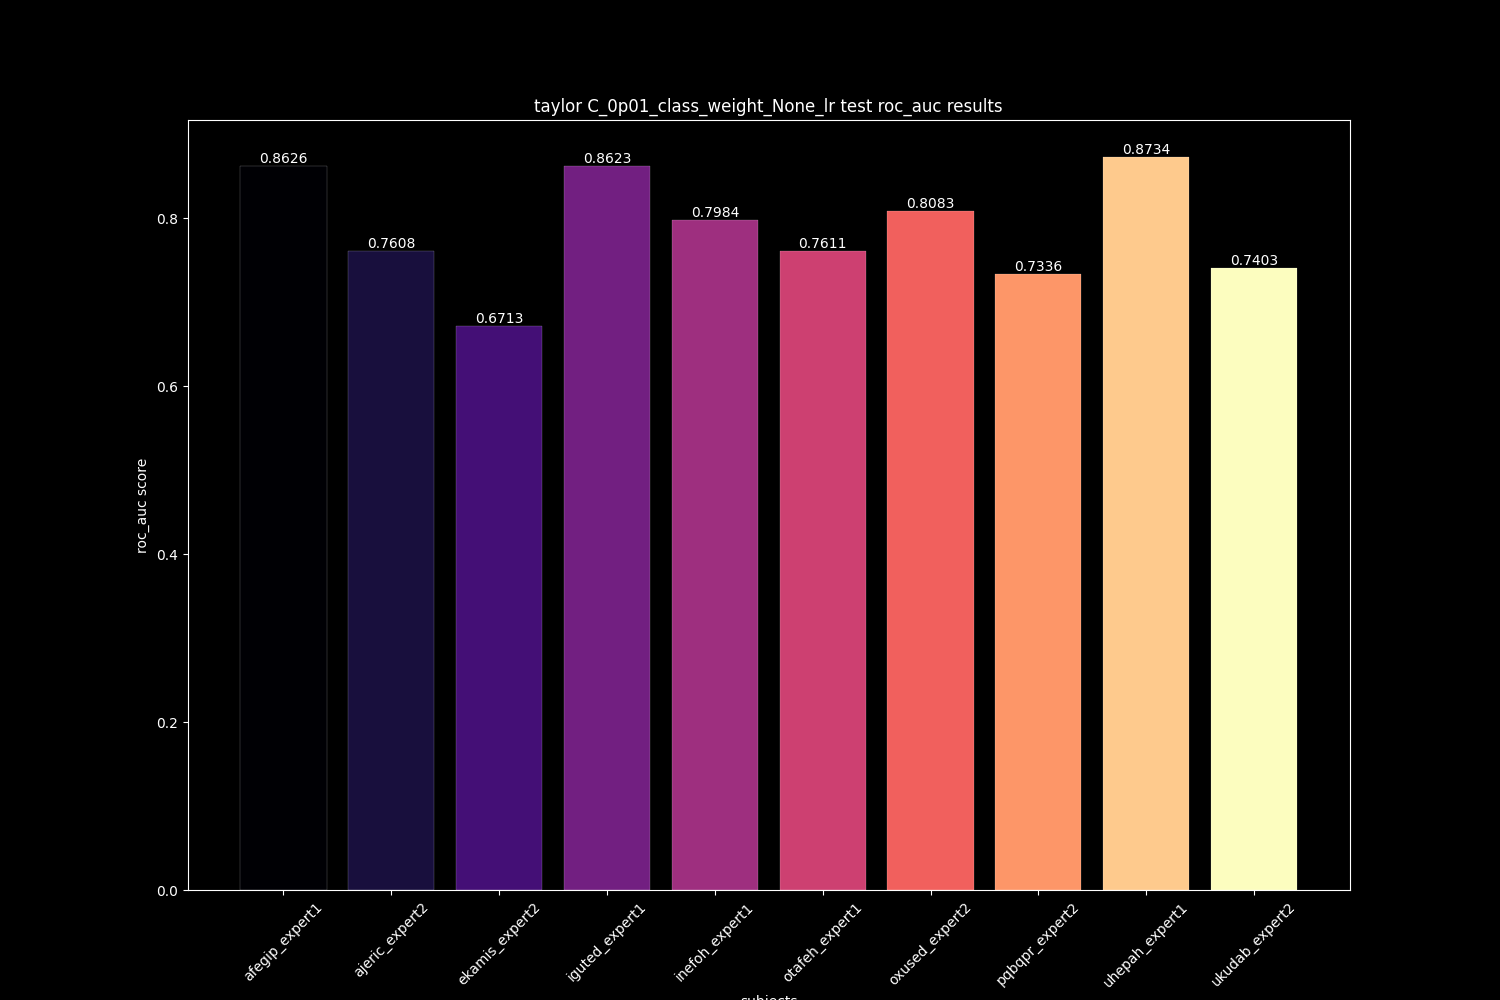 taylor C_0p01_class_weight_None_lr test roc_auc results
0.8626
0.7608
0.6713
0.8623
0.7984
0.7611
0.8083
0.7336
0.8734
0.7403
roc_auc score
0.8
0.6
0.4
0.2
0.0
afegip_expert1
ajeric_expert2
ekamis_expert2
iguted_expert1
inefoh_expert1
otafeh_expert1
oxused_expert2
pqbqpr_expert2
uhepah_expert1
ukudab_expert2
subjects